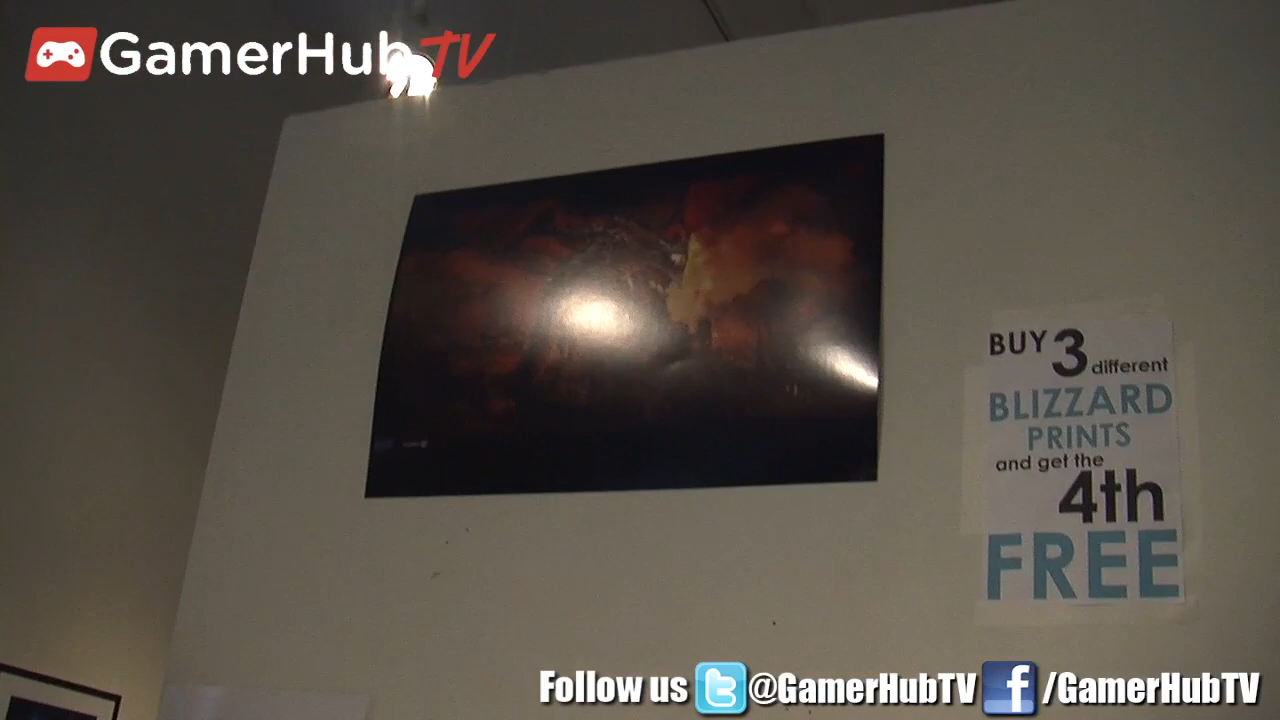 GamerHubTV
BUY 3 different
BLIZZARD
PRINTS
and get the
4th
FREE
Follow us @GamerHubTV /GamerHubTV